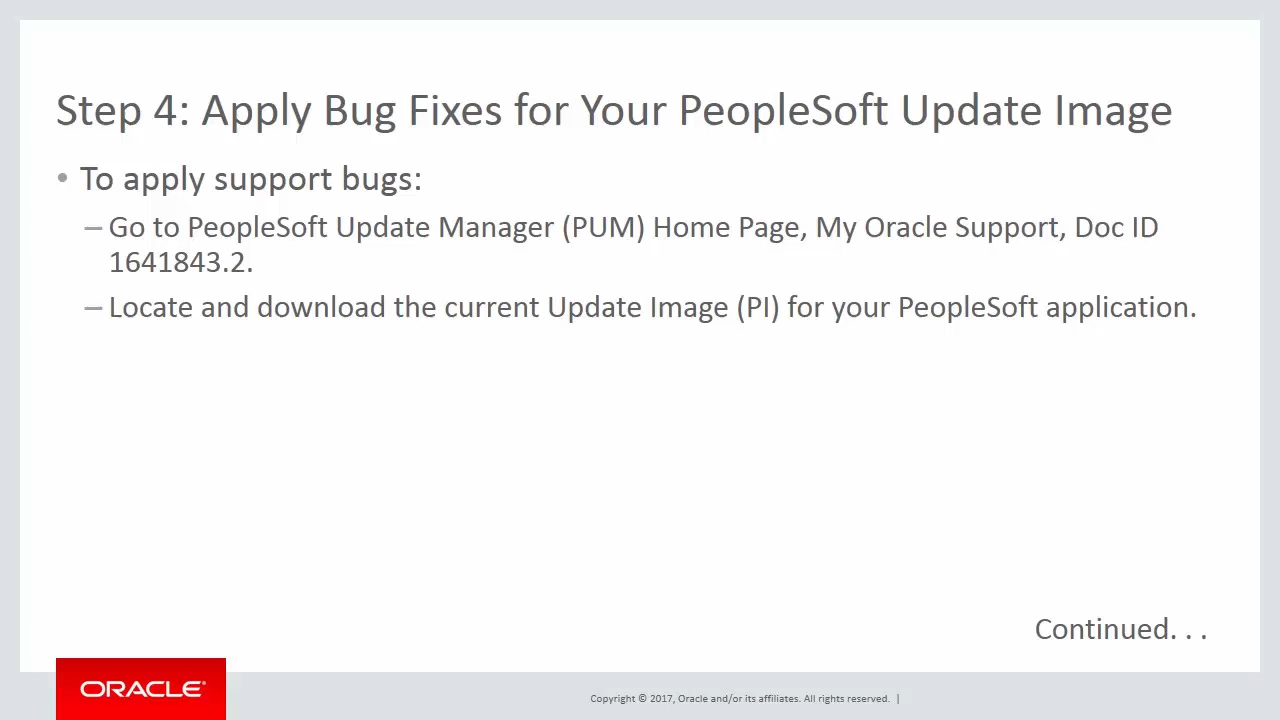 Step 4: Apply Bug Fixes for Your PeopleSoft Update Image
• To apply support bugs:
– Go to PeopleSoft Update Manager (PUM) Home Page, My Oracle Support, Doc ID
1641843.2.
– Locate and download the current Update Image (PI) for your PeopleSoft application.
Continued. . .
ORACLE®
Copyright © 2017, Oracle and/or its affiliates. All rights reserved. |